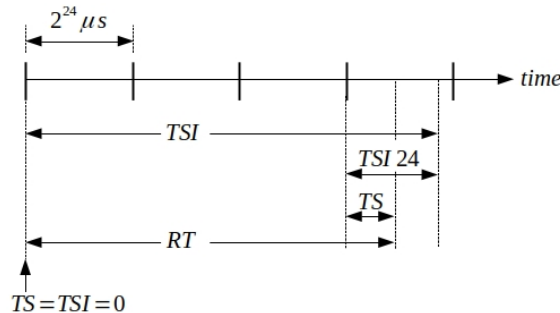 2²⁴ μs
time
TSI
TSI 24
TS
RT
TS=TSI=0